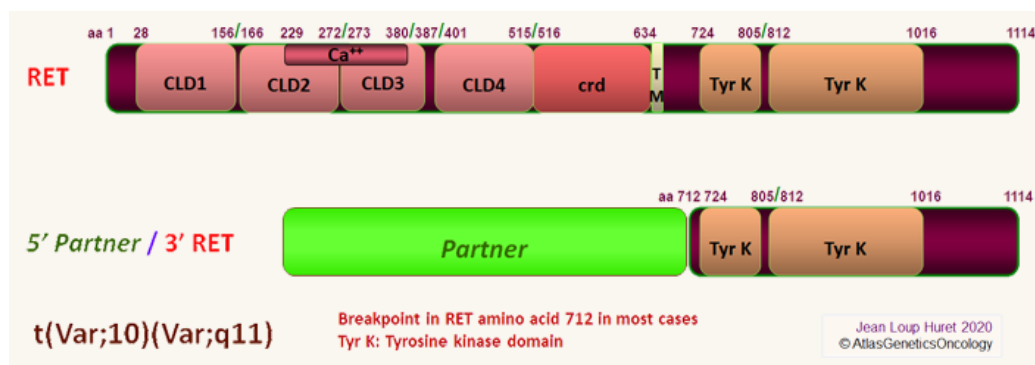 aa 1 28 156/166 229 272/273 380/387/401 515/516 634 724 805/812 1016 1114
Ca++
RET CLD1 CLD2 CLD3 CLD4 crd TM Tyr K Tyr K
aa 712 724 805/812 1016 1114
5' Partner / 3' RET Partner Tyr K Tyr K
t(Var;10)(Var;q11)
Breakpoint in RET amino acid 712 in most cases
Tyr K: Tyrosine kinase domain
Jean Loup Huret 2020
© AtlasGeneticsOncology